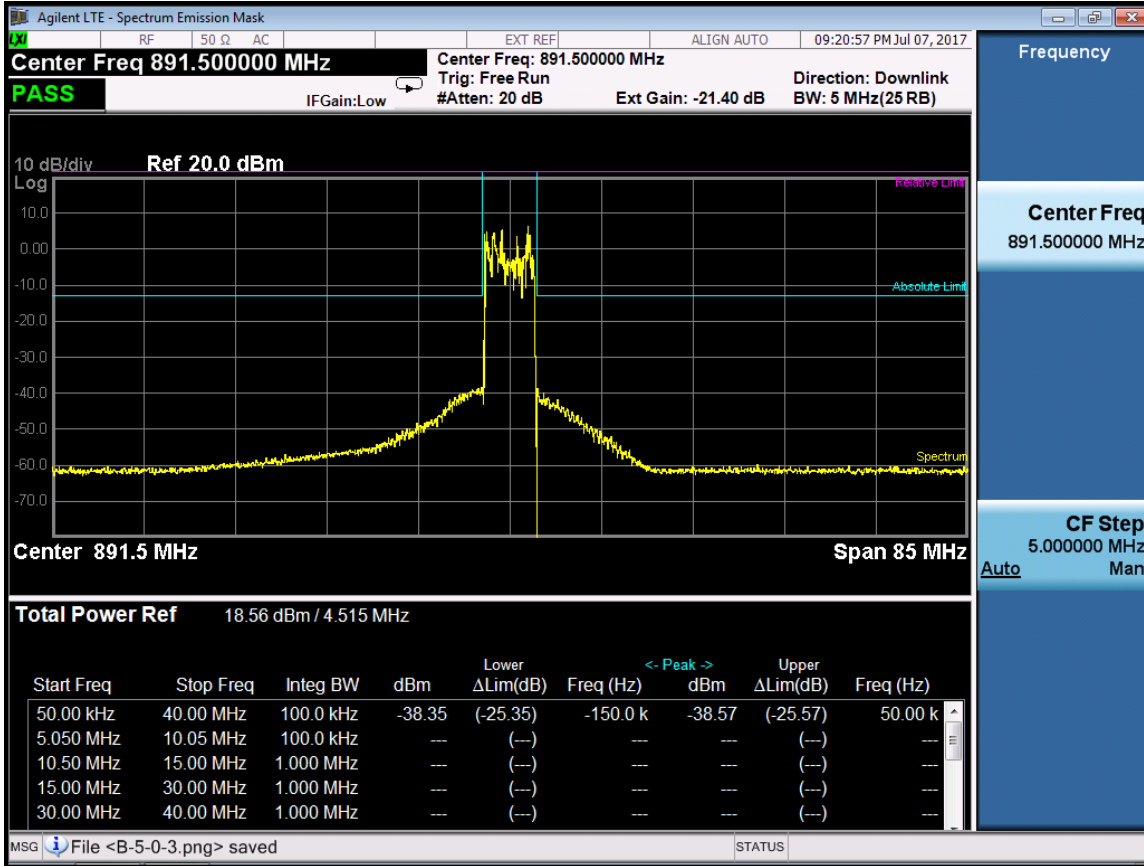 Agilent LTE - Spectrum Emission Mask
LXI RF 50 Ω AC EXT REF ALIGN AUTO 09:20:57 PM Jul 07, 2017
Center Freq 891.500000 MHz
Center Freq: 891.500000 MHz
PASS
IFGain:Low
Trig: Free Run
#Atten: 20 dB
Ext Gain: -21.40 dB
Direction: Downlink
BW: 5 MHz(25 RB)
10 dB/div Ref 20.0 dBm
Log
Relative Limit
10.0
0.00
-10.0
Absolute Limit
-20.0
-30.0
-40.0
-50.0
-60.0
Spectrum
-70.0
Center 891.5 MHz Span 85 MHz
Total Power Ref 18.56 dBm / 4.515 MHz
Lower <- Peak -> Upper
Start Freq Stop Freq Integ BW dBm ΔLim(dB) Freq (Hz) dBm ΔLim(dB) Freq (Hz)
50.00 kHz 40.00 MHz 100.0 kHz -38.35 (-25.35) -150.0 k -38.57 (-25.57) 50.00 k
5.050 MHz 10.05 MHz 100.0 kHz --- (---) --- --- (---) ---
10.50 MHz 15.00 MHz 1.000 MHz --- (---) --- --- (---) ---
15.00 MHz 30.00 MHz 1.000 MHz --- (---) --- --- (---) ---
30.00 MHz 40.00 MHz 1.000 MHz --- (---) --- --- (---) ---
MSG File <B-5-0-3.png> saved STATUS
Frequency
Center Freq
891.500000 MHz
CF Step
5.000000 MHz
Auto Man